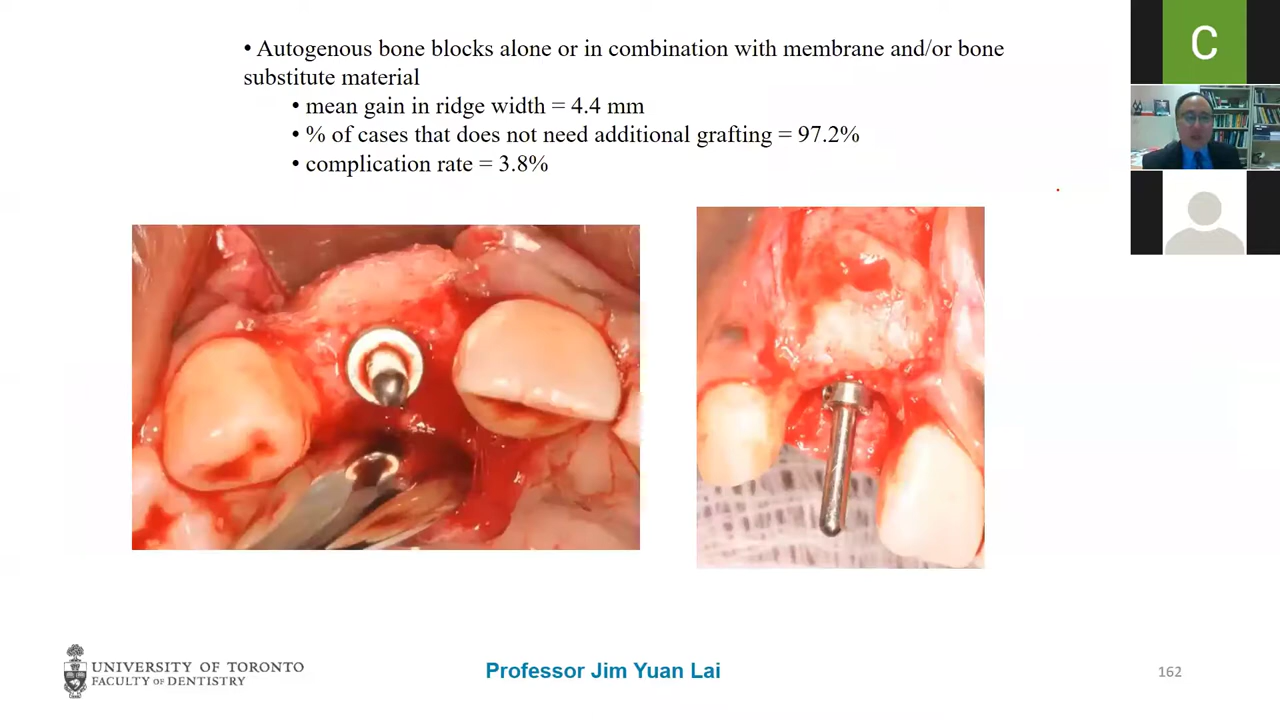 • Autogenous bone blocks alone or in combination with membrane and/or bone
substitute material
• mean gain in ridge width = 4.4 mm
• % of cases that does not need additional grafting = 97.2%
• complication rate = 3.8%
C
UNIVERSITY OF TORONTO
FACULTY OF DENTISTRY
Professor Jim Yuan Lai
162